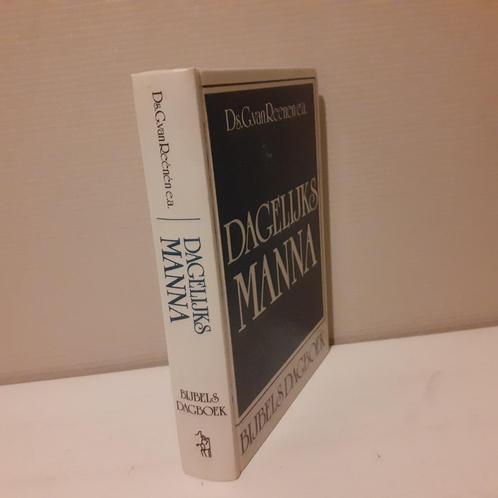 Ds.G.van Reenen e.a.
DAGELIJKS
MANNA
BIJBELS
DAGBOEK
Ds.G.van Reenen e.a.
DAGELIJKS
MANNA
BIJBELS DAGBOEK